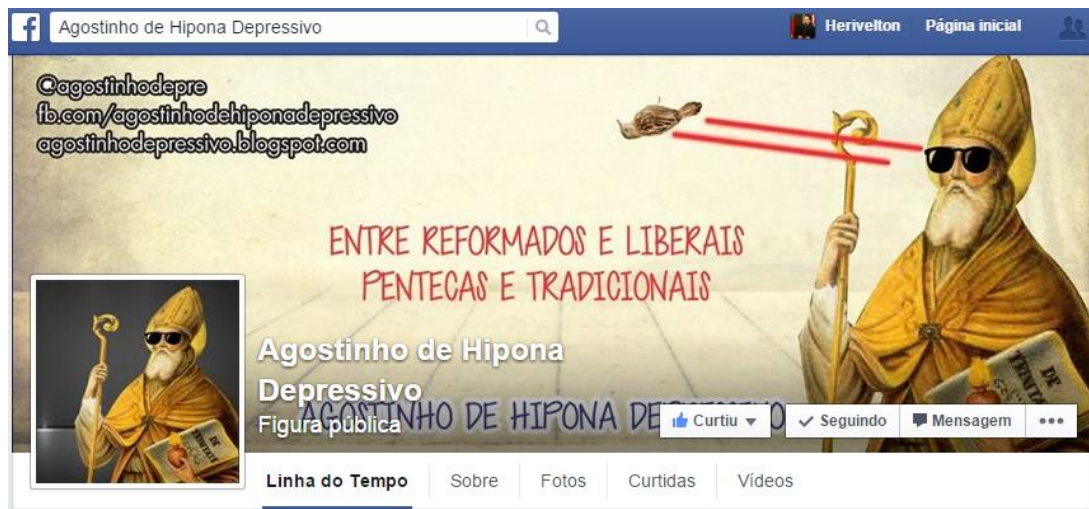 Agostinho de Hipona Depressivo
Herivelton Página inicial
@agostinhodepre
fb.com/agostinhodehiponadepressivo
agostinhodepressivo.blogspot.com
ENTRE REFORMADOS E LIBERAIS
PENTECAS E TRADICIONAIS
Agostinho de Hipona
Depressivo
Figura pública
AGOSTINHO DE HIPONA
Curtiu Seguindo Mensagem
DE
TRINITATE
Linha do Tempo Sobre Fotos Curtidas Vídeos